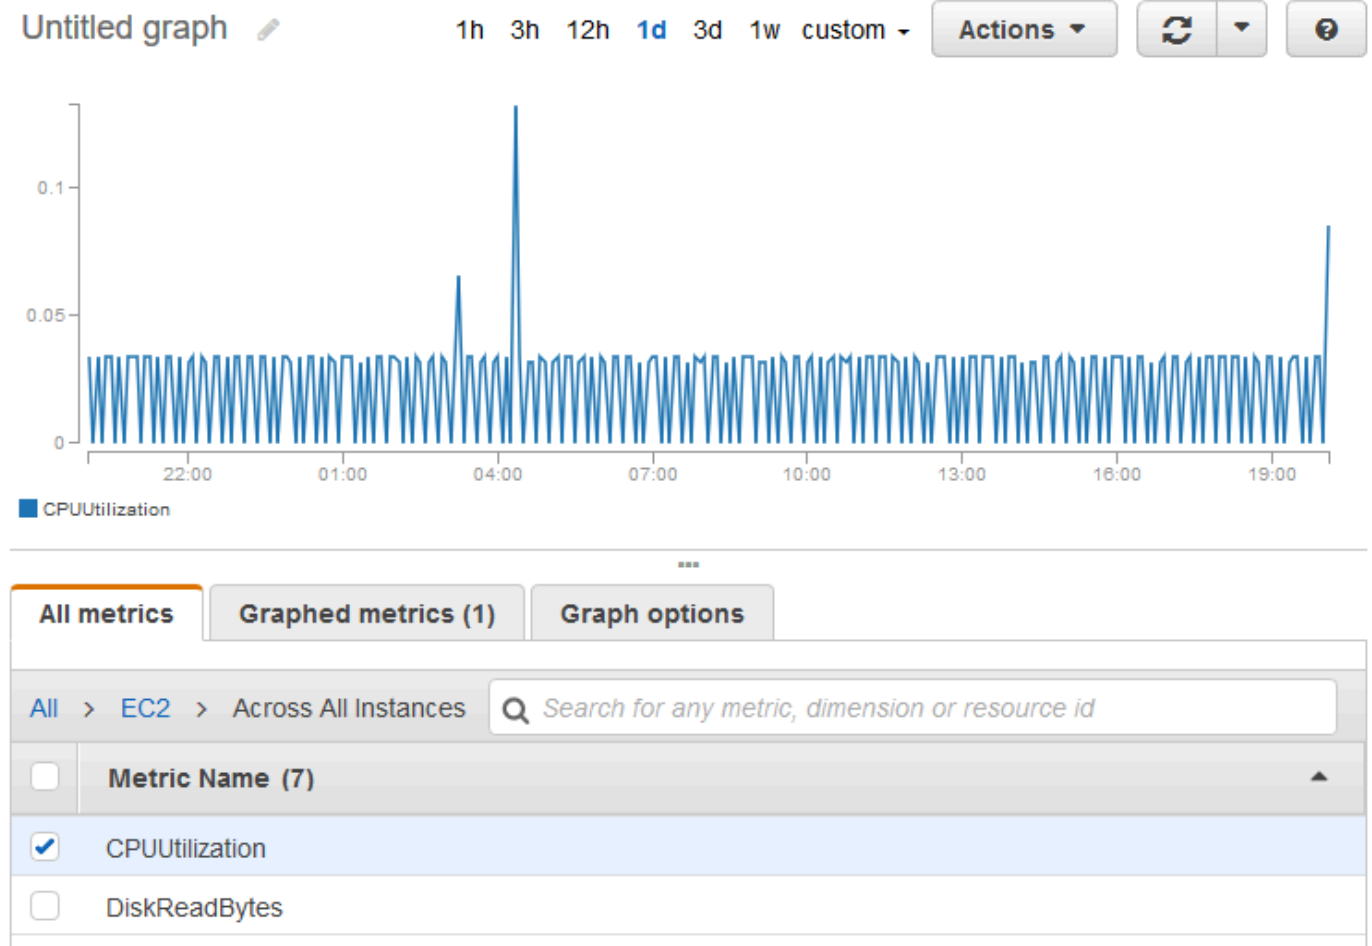 Untitled graph 1h 3h 12h 1d 3d 1w custom Actions ?
0.1
0.05
0
22:00 01:00 04:00 07:00 10:00 13:00 16:00 19:00
CPUUtilization
All metrics Graphed metrics (1) Graph options
All > EC2 > Across All Instances Search for any metric, dimension or resource id
Metric Name (7)
CPUUtilization
DiskReadBytes